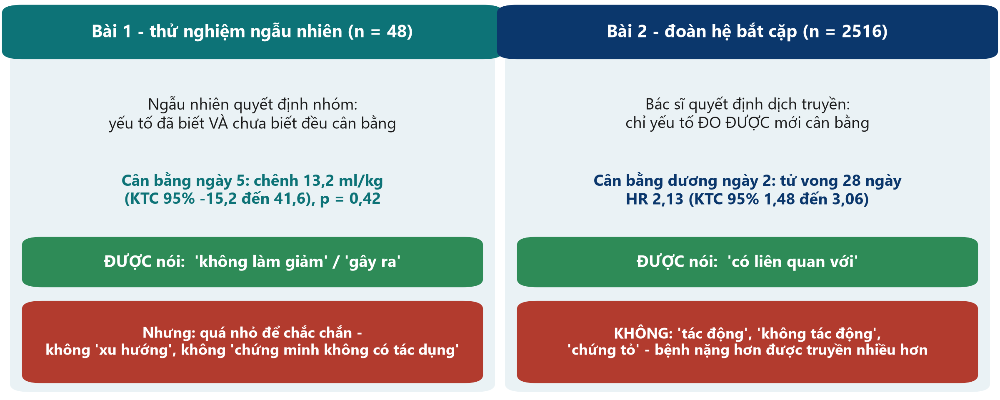 Bài 1 - thử nghiệm ngẫu nhiên (n = 48)
Ngẫu nhiên quyết định nhóm:
yếu tố đã biết VÀ chưa biết đều cân bằng
Cân bằng ngày 5: chênh 13,2 ml/kg
(KTC 95% -15,2 đến 41,6), p = 0,42
ĐƯỢC nói:  'không làm giảm' / 'gây ra'
Nhưng: quá nhỏ để chắc chắn -
không 'xu hướng', không 'chứng minh không có tác dụng'
Bài 2 - đoàn hệ bắt cặp (n = 2516)
Bác sĩ quyết định dịch truyền:
chỉ yếu tố ĐO ĐƯỢC mới cân bằng
Cân bằng dương ngày 2: tử vong 28 ngày
HR 2,13 (KTC 95% 1,48 đến 3,06)
ĐƯỢC nói:  'có liên quan với'
KHÔNG: 'tác động', 'không tác động',
'chứng tỏ' - bệnh nặng hơn được truyền nhiều hơn